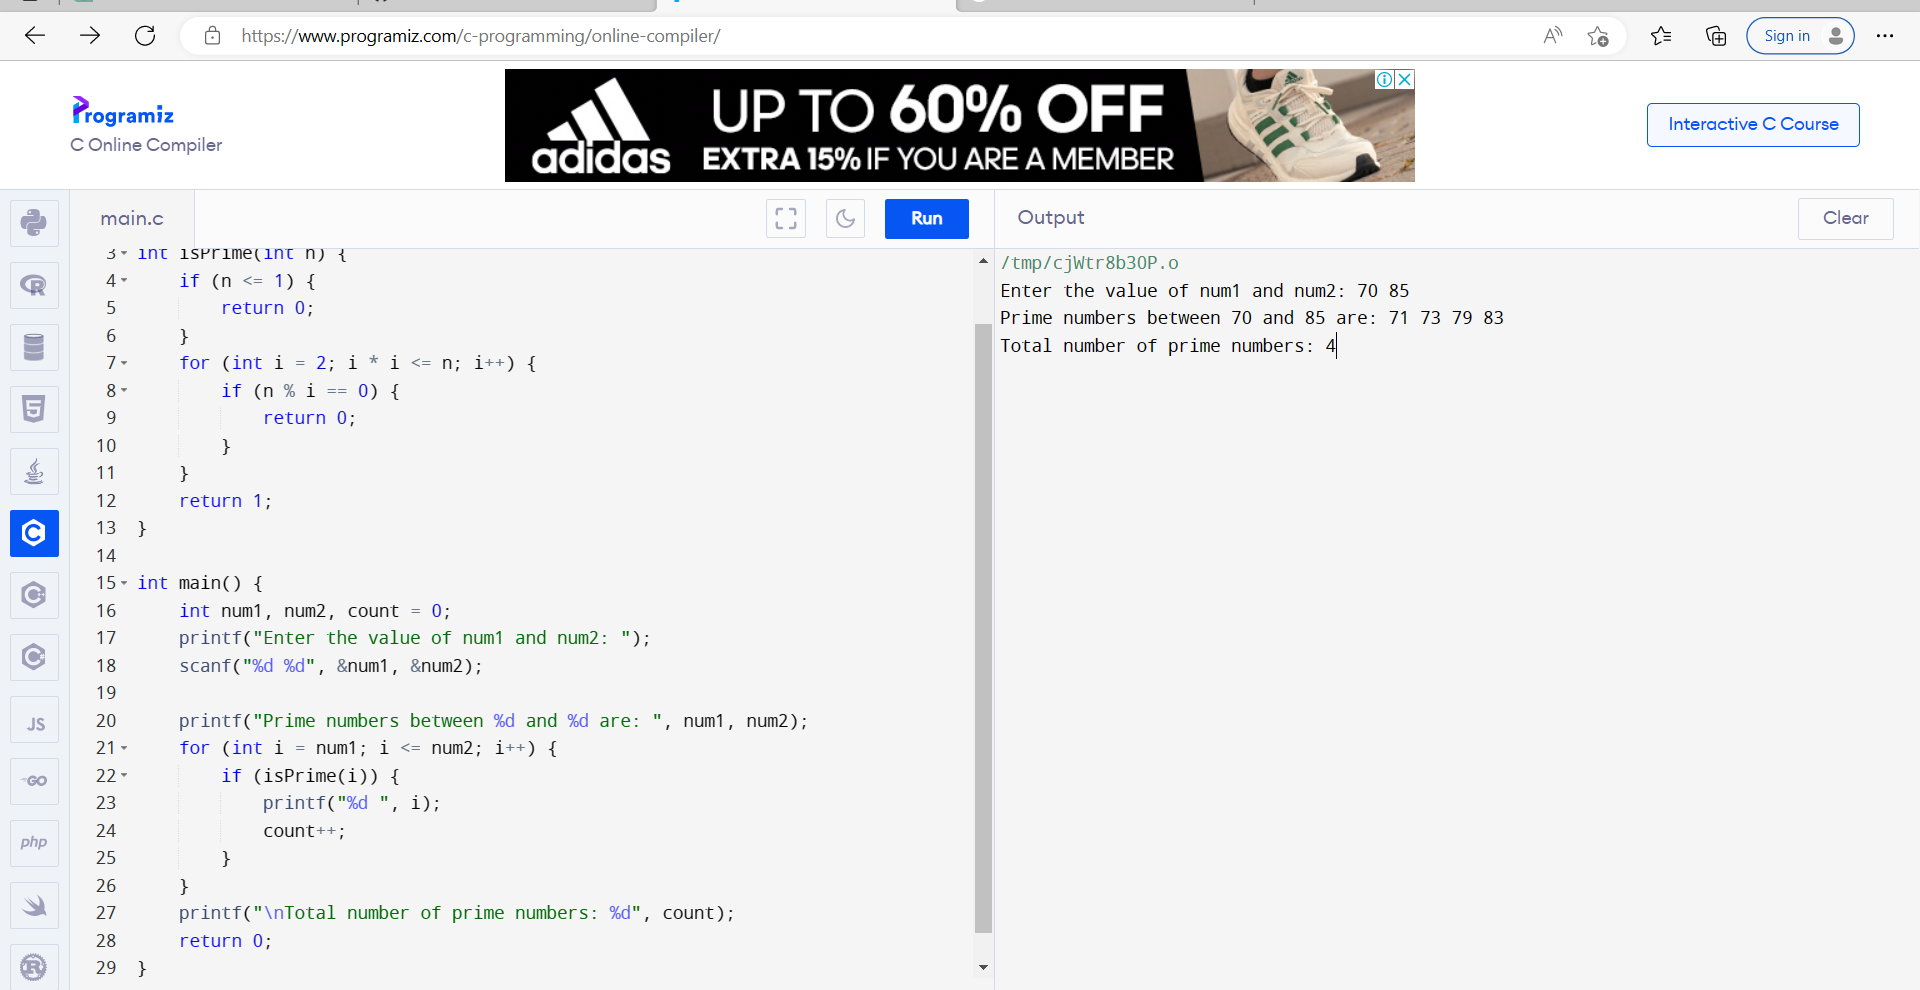 https://www.programiz.com/c-programming/online-compiler/
A
Sign in
Programiz
C Online Compiler
adidas
UP TO 60% OFF
EXTRA 15% IF YOU ARE A MEMBER
Interactive C Course
main.c
Run
Output
Clear
3 int isPrime(int n) {
4     if (n <= 1) {
5         return 0;
6     }
7     for (int i = 2; i * i <= n; i++) {
8         if (n % i == 0) {
9             return 0;
10         }
11     }
12     return 1;
13 }
14
15 int main() {
16     int num1, num2, count = 0;
17     printf("Enter the value of num1 and num2: ");
18     scanf("%d %d", &num1, &num2);
19
20     printf("Prime numbers between %d and %d are: ", num1, num2);
21     for (int i = num1; i <= num2; i++) {
22         if (isPrime(i)) {
23             printf("%d ", i);
24             count++;
25         }
26     }
27     printf("\nTotal number of prime numbers: %d", count);
28     return 0;
29 }
/tmp/cjWtr8b3OP.o
Enter the value of num1 and num2: 70 85
Prime numbers between 70 and 85 are: 71 73 79 83
Total number of prime numbers: 4
R
5
C
C
C
JS
GO
php
R